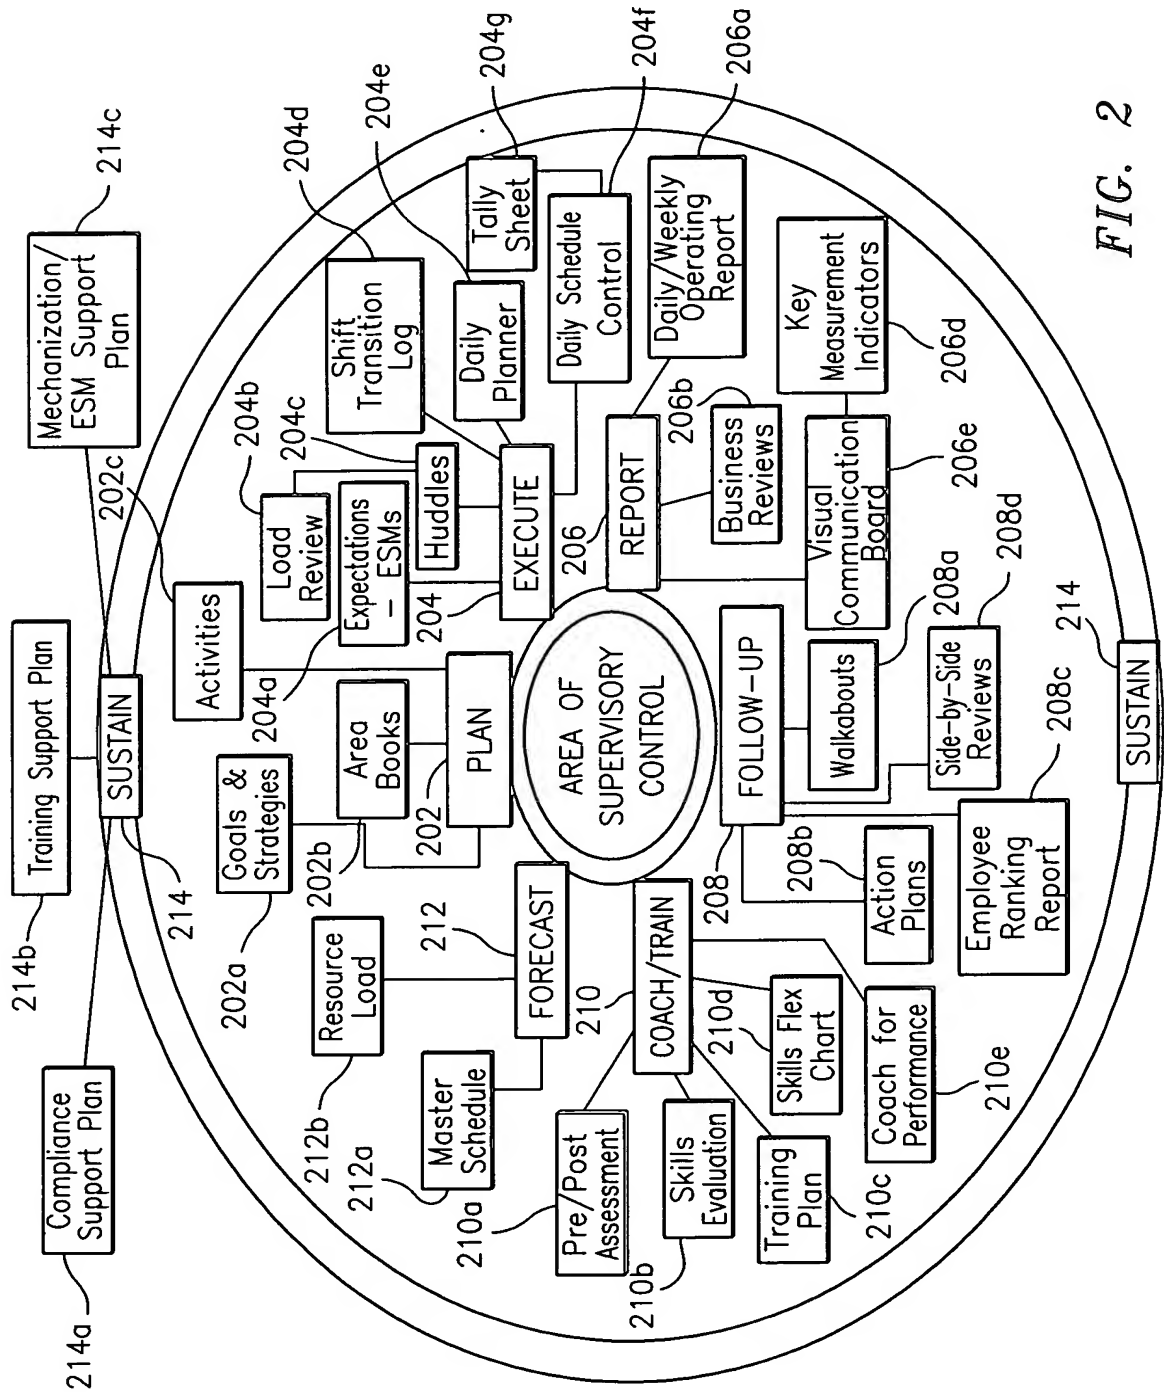 214a
Compliance
Support Plan
214b
Training Support Plan
214c
Mechanization/
ESM Support
Plan
SUSTAIN
214
202a
Goals &
Strategies
202b
Area
Books
202c
Activities
202
PLAN
204a
Expectations
– ESMs
204b
Load
Review
204c
Huddles
204d
Shift
Transition
Log
204e
Daily
Planner
204g
Tally
Sheet
204f
Daily Schedule
Control
204
EXECUTE
212b
Resource
Load
212a
Master
Schedule
212
FORECAST
AREA OF
SUPERVISORY
CONTROL
206
REPORT
206a
Daily/Weekly
Operating
Report
206b
Business
Reviews
206d
Key
Measurement
Indicators
206e
Visual
Communication
Board
210
COACH/TRAIN
210a
Pre/Post
Assessment
210b
Skills
Evaluation
210c
Training
Plan
210d
Skills Flex
Chart
210e
Coach for
Performance
208
FOLLOW–UP
208a
Walkabouts
208b
Action
Plans
208c
Employee
Ranking
Report
208d
Side–by–Side
Reviews
214
SUSTAIN
FIG. 2